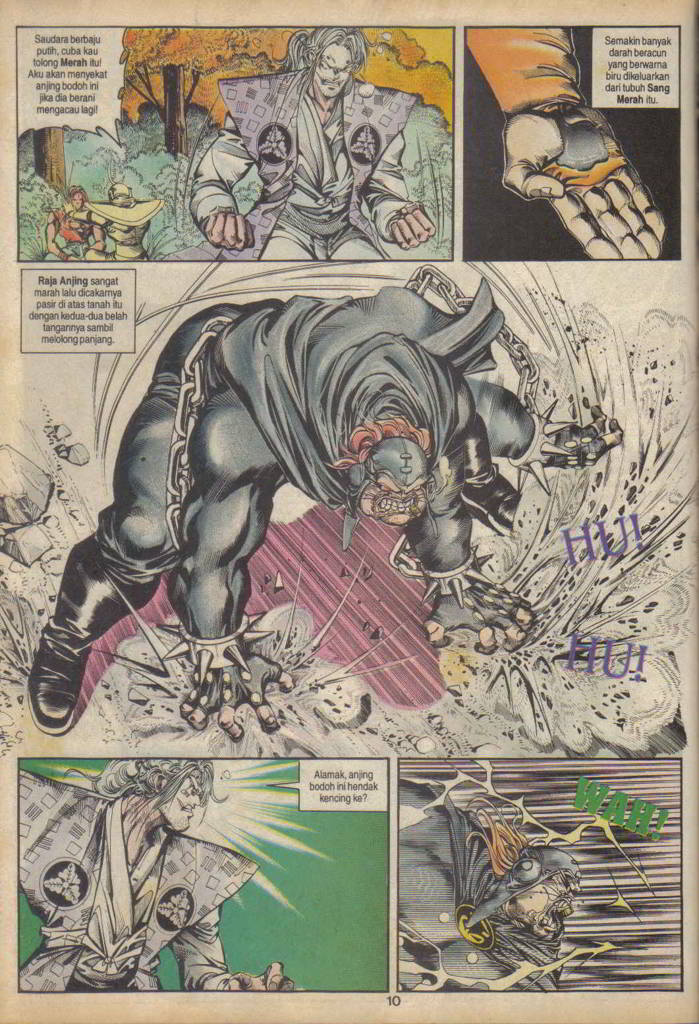 Saudara berbaju
putih, cuba kau
tolong Merah itu!
Aku akan menyekat
anjing bodoh ini
jika dia berani
mengacau lagi!
Semakin banyak
darah beracun
yang berwarna
biru dikeluarkan
dari tubuh Sang
Merah itu.
Raja Anjing sangat
marah lalu dicakarnya
pasir di atas tanah itu
dengan kedua-dua belah
tangannya sambil
melolong panjang.
HU!
HU!
Alamak, anjing
bodoh ini hendak
kencing ke?
WAH!
10